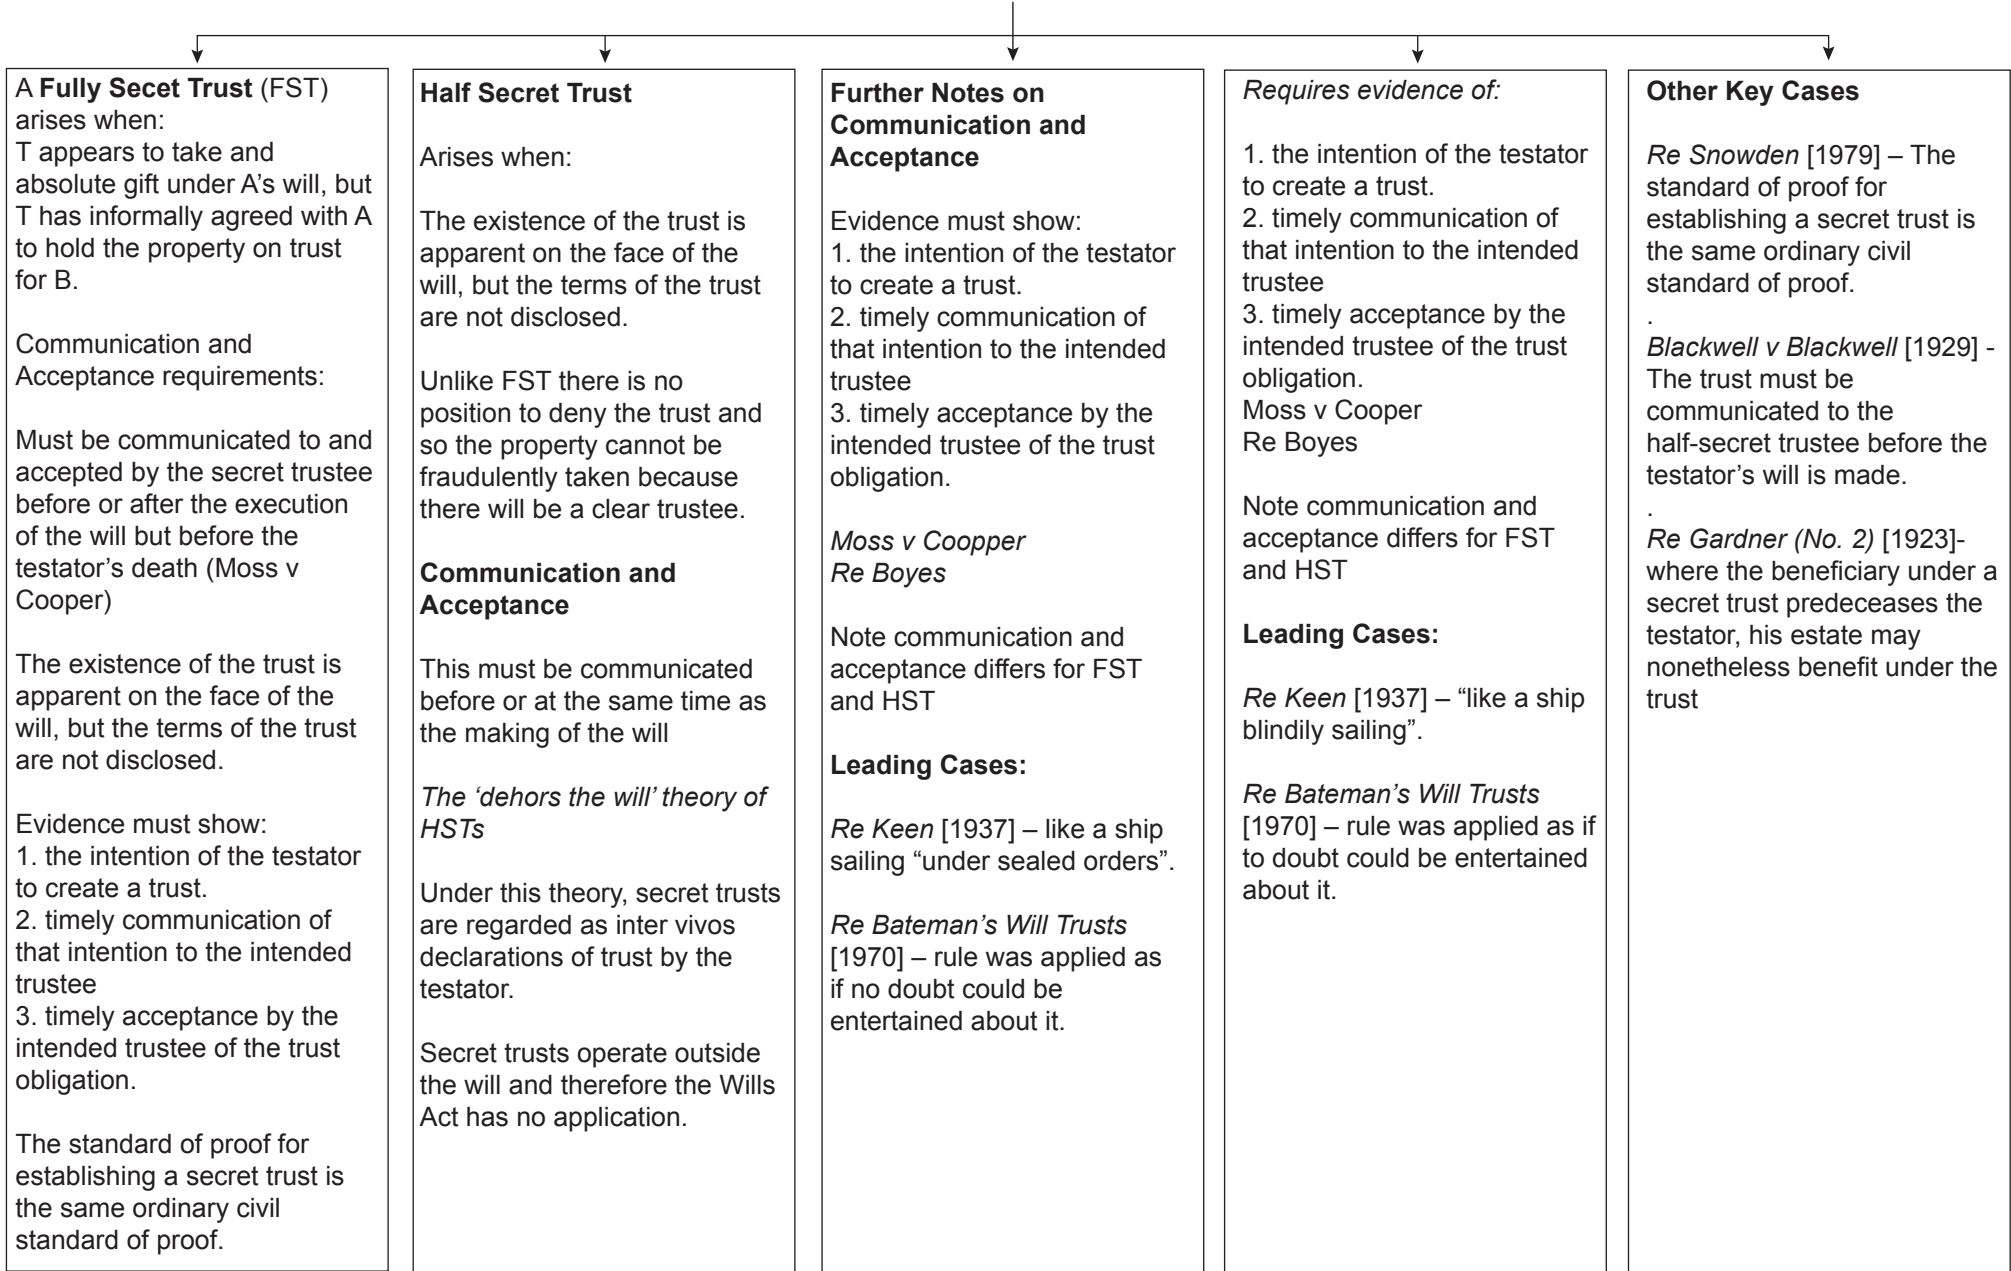 A Fully Secet Trust (FST)
arises when:
T appears to take and
absolute gift under A's will, but
T has informally agreed with A
to hold the property on trust
for B.
Communication and
Acceptance requirements:
Must be communicated to and
accepted by the secret trustee
before or after the execution
of the will but before the
testator's death (Moss v
Cooper)
The existence of the trust is
apparent on the face of the
will, but the terms of the trust
are not disclosed.
Evidence must show:
1. the intention of the testator
to create a trust.
2. timely communication of
that intention to the intended
trustee
3. timely acceptance by the
intended trustee of the trust
obligation.
The standard of proof for
establishing a secret trust is
the same ordinary civil
standard of proof.
Half Secret Trust
Arises when:
The existence of the trust is
apparent on the face of the
will, but the terms of the trust
are not disclosed.
Unlike FST there is no
position to deny the trust and
so the property cannot be
fraudulently taken because
there will be a clear trustee.
Communication and
Acceptance
This must be communicated
before or at the same time as
the making of the will
The ‘dehors the will’ theory of
HSTs
Under this theory, secret trusts
are regarded as inter vivos
declarations of trust by the
testator.
Secret trusts operate outside
the will and therefore the Wills
Act has no application.
Further Notes on
Communication and
Acceptance
Evidence must show:
1. the intention of the testator
to create a trust.
2. timely communication of
that intention to the intended
trustee
3. timely acceptance by the
intended trustee of the trust
obligation.
Moss v Coopper
Re Boyes
Note communication and
acceptance differs for FST
and HST
Leading Cases:
Re Keen [1937] – like a ship
sailing “under sealed orders”.
Re Bateman’s Will Trusts
[1970] – rule was applied as
if no doubt could be
entertained about it.
Requires evidence of:
1. the intention of the testator
to create a trust.
2. timely communication of
that intention to the intended
trustee
3. timely acceptance by the
intended trustee of the trust
obligation.
Moss v Cooper
Re Boyes
Note communication and
acceptance differs for FST
and HST
Leading Cases:
Re Keen [1937] – “like a ship
blindily sailing”.
Re Bateman’s Will Trusts
[1970] – rule was applied as if
to doubt could be entertained
about it.
Other Key Cases
Re Snowden [1979] – The
standard of proof for
establishing a secret trust is
the same ordinary civil
standard of proof.
.
Blackwell v Blackwell [1929] -
The trust must be
communicated to the
half-secret trustee before the
testator’s will is made.
.
Re Gardner (No. 2) [1923]-
where the beneficiary under a
secret trust predeceases the
testator, his estate may
nonetheless benefit under the
trust